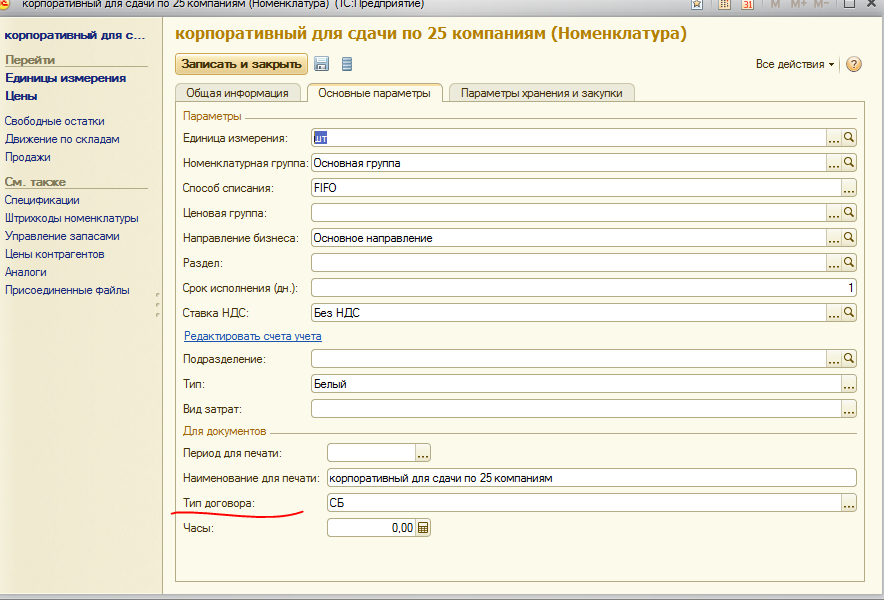 корпоративный для сдачи по 25 компаниям (Номенклатура) (1С:Предприятие)
31 M M+ M-
корпоративный для с...
Перейти
Единицы измерения
Цены
Свободные остатки
Движение по складам
Продажи
См. также
Спецификации
Штрихкоды номенклатуры
Управление запасами
Цены контрагентов
Аналоги
Присоединенные файлы
корпоративный для сдачи по 25 компаниям (Номенклатура)
Записать и закрыть
Все действия
?
Общая информация
Основные параметры
Параметры хранения и закупки
Параметры
Единица измерения: шт ...
Номенклатурная группа: Основная группа ...
Способ списания: FIFO ...
Ценовая группа: ...
Направление бизнеса: Основное направление ...
Раздел: ...
Срок исполнения (дн.): 1
Ставка НДС: Без НДС ...
Редактировать счета учета
Подразделение: ...
Тип: Белый ...
Вид затрат: ...
Для документов
Период для печати: ...
Наименование для печати: корпоративный для сдачи по 25 компаниям
Тип договора: СБ ...
Часы: 0,00